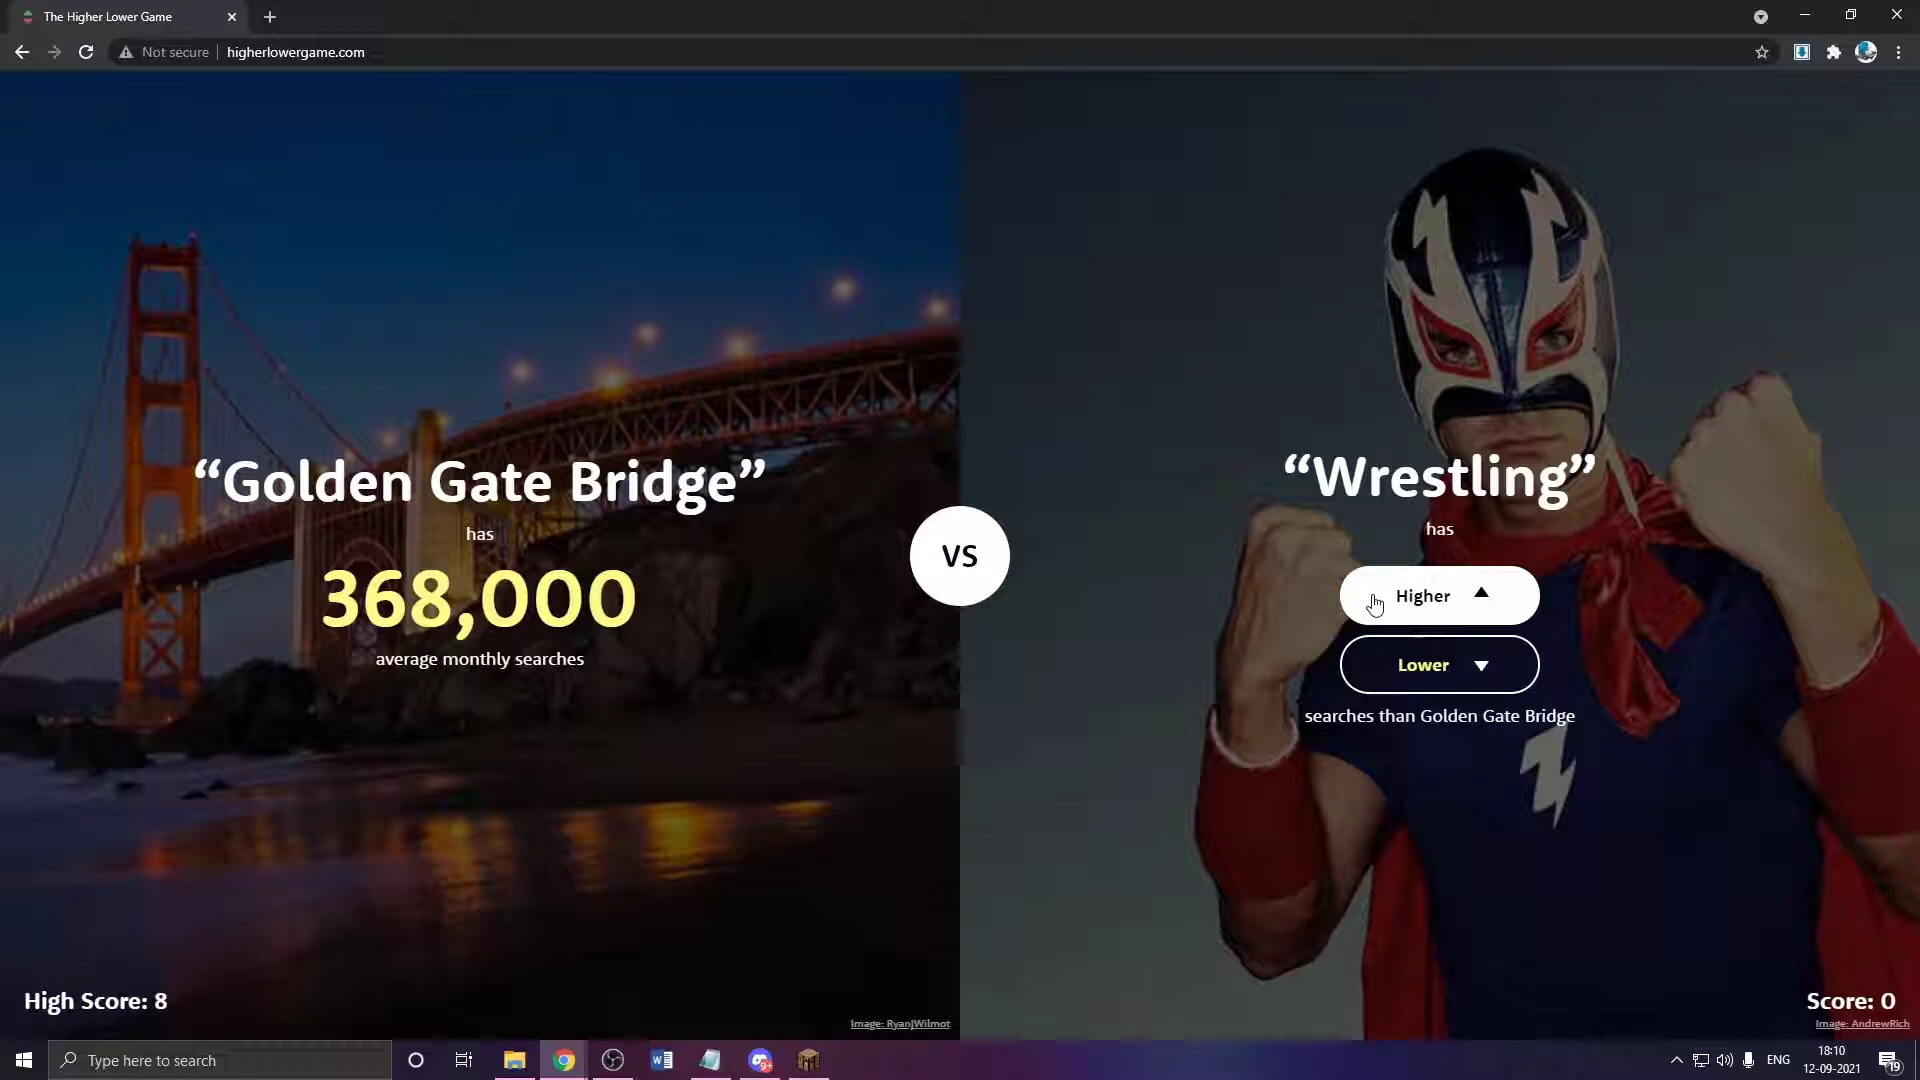 The Higher Lower Game
Not secure
higherlowergame.com
“Golden Gate Bridge”
has
368,000
average monthly searches
VS
“Wrestling”
has
Higher
Lower
searches than Golden Gate Bridge
High Score: 8
Image: RyanJWilmot
Score: 0
Image: AndrewRich
Type here to search
9+
ENG
18:10
12-09-2021
19